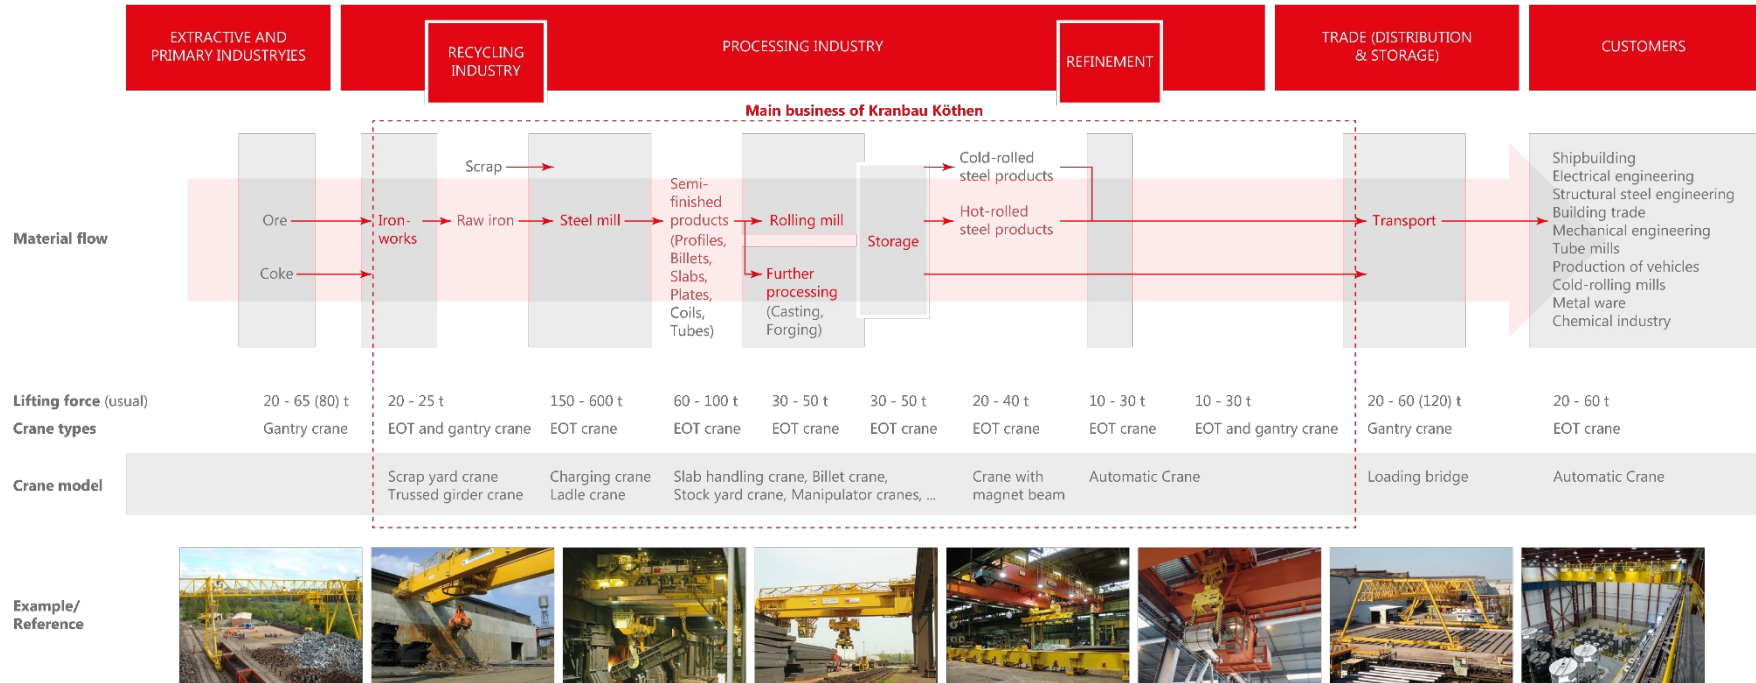 EXTRACTIVE AND
PRIMARY INDUSTRYIES
RECYCLING
INDUSTRY
PROCESSING INDUSTRY
REFINEMENT
TRADE (DISTRIBUTION
& STORAGE)
CUSTOMERS
Main business of Kranbau Köthen
Material flow
Ore
Coke
Iron-
works
Scrap
Raw iron
Steel mill
Semi-
finished
products
(Profiles,
Billets,
Slabs,
Plates,
Coils,
Tubes)
Rolling mill
Further
processing
(Casting,
Forging)
Storage
Cold-rolled
steel products
Hot-rolled
steel products
Transport
Shipbuilding
Electrical engineering
Structural steel engineering
Building trade
Mechanical engineering
Tube mills
Production of vehicles
Cold-rolling mills
Metal ware
Chemical industry
Lifting force (usual) 20 - 65 (80) t 20 - 25 t 150 - 600 t 60 - 100 t 30 - 50 t 30 - 50 t 20 - 40 t 10 - 30 t 10 - 30 t 20 - 60 (120) t 20 - 60 t
Crane types Gantry crane EOT and gantry crane EOT crane EOT crane EOT crane EOT crane EOT crane EOT crane EOT and gantry crane Gantry crane EOT crane
Crane model
Scrap yard crane
Trussed girder crane
Charging crane
Ladle crane
Slab handling crane, Billet crane,
Stock yard crane, Manipulator cranes, ...
Crane with
magnet beam
Automatic Crane
Loading bridge
Automatic Crane
Example/
Reference